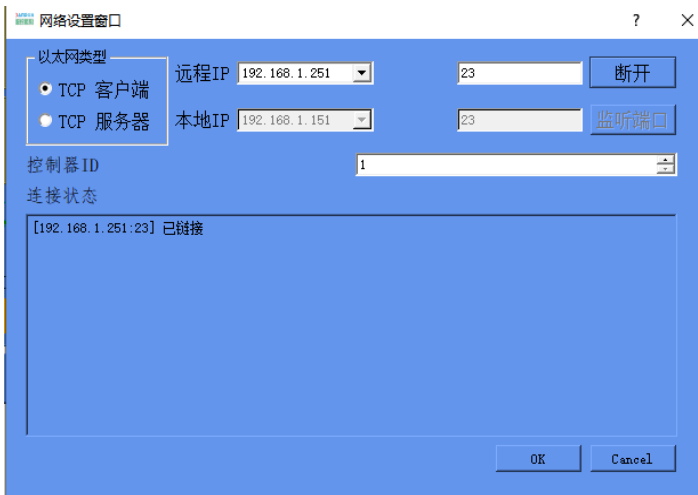 网络设置窗口
以太网类型
TCP 客户端
TCP 服务器
远程IP 192.168.1.251 23 断开
本地IP 192.168.1.151 23 监听端口
控制器ID 1
连接状态
[192.168.1.251:23] 已链接
OK Cancel